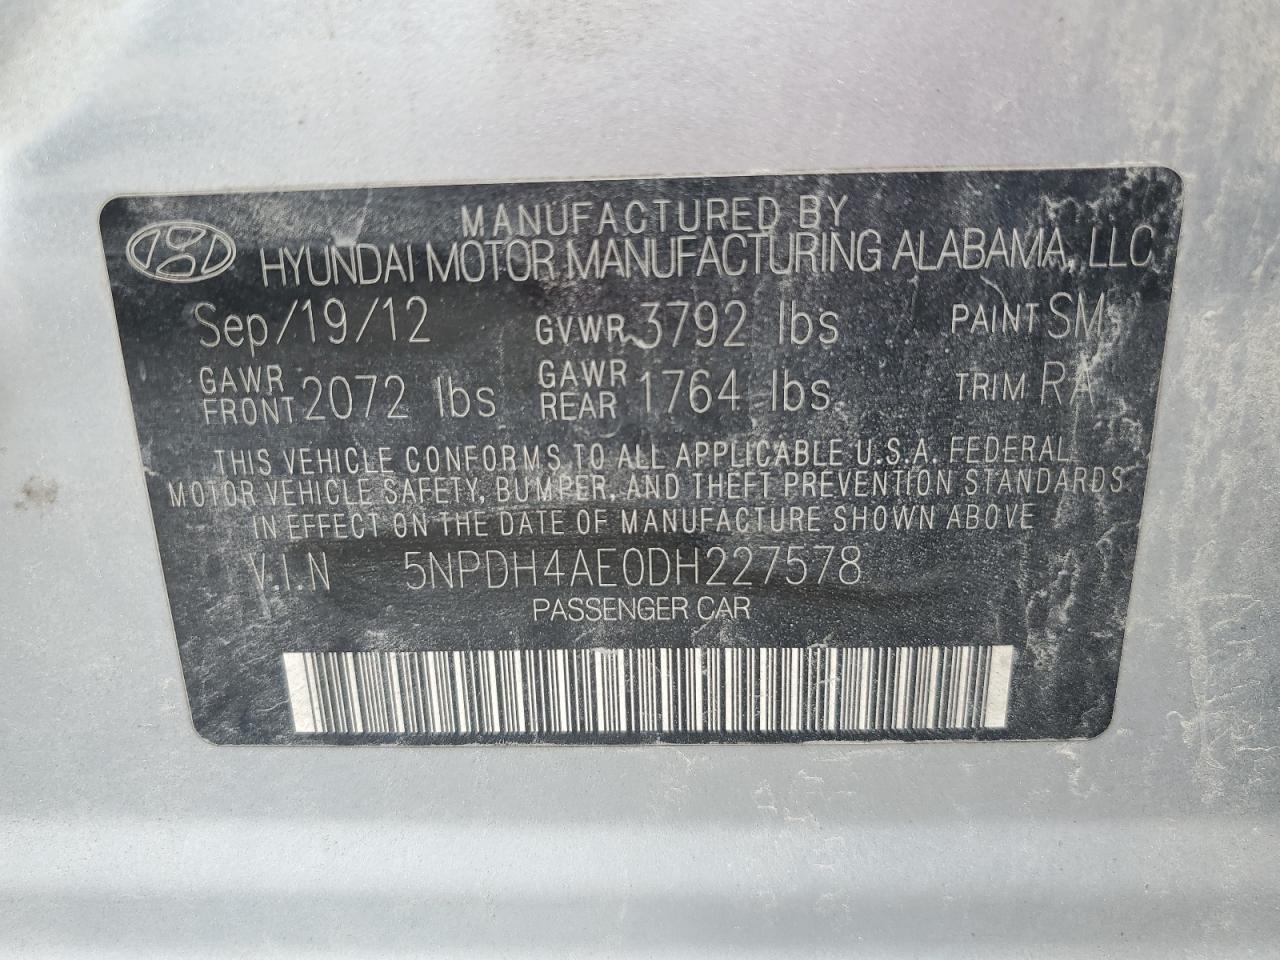 MANUFACTURED BY
HYUNDAI MOTOR MANUFACTURING ALABAMA, LLC
Sep/19/12 GVWR 3792 lbs PAINT SM
GAWR FRONT 2072 lbs GAWR REAR 1764 lbs TRIM RA
THIS VEHICLE CONFORMS TO ALL APPLICABLE U.S.A. FEDERAL
MOTOR VEHICLE SAFETY, BUMPER, AND THEFT PREVENTION STANDARDS
IN EFFECT ON THE DATE OF MANUFACTURE SHOWN ABOVE
V.I.N 5NPDH4AE0DH227578
PASSENGER CAR